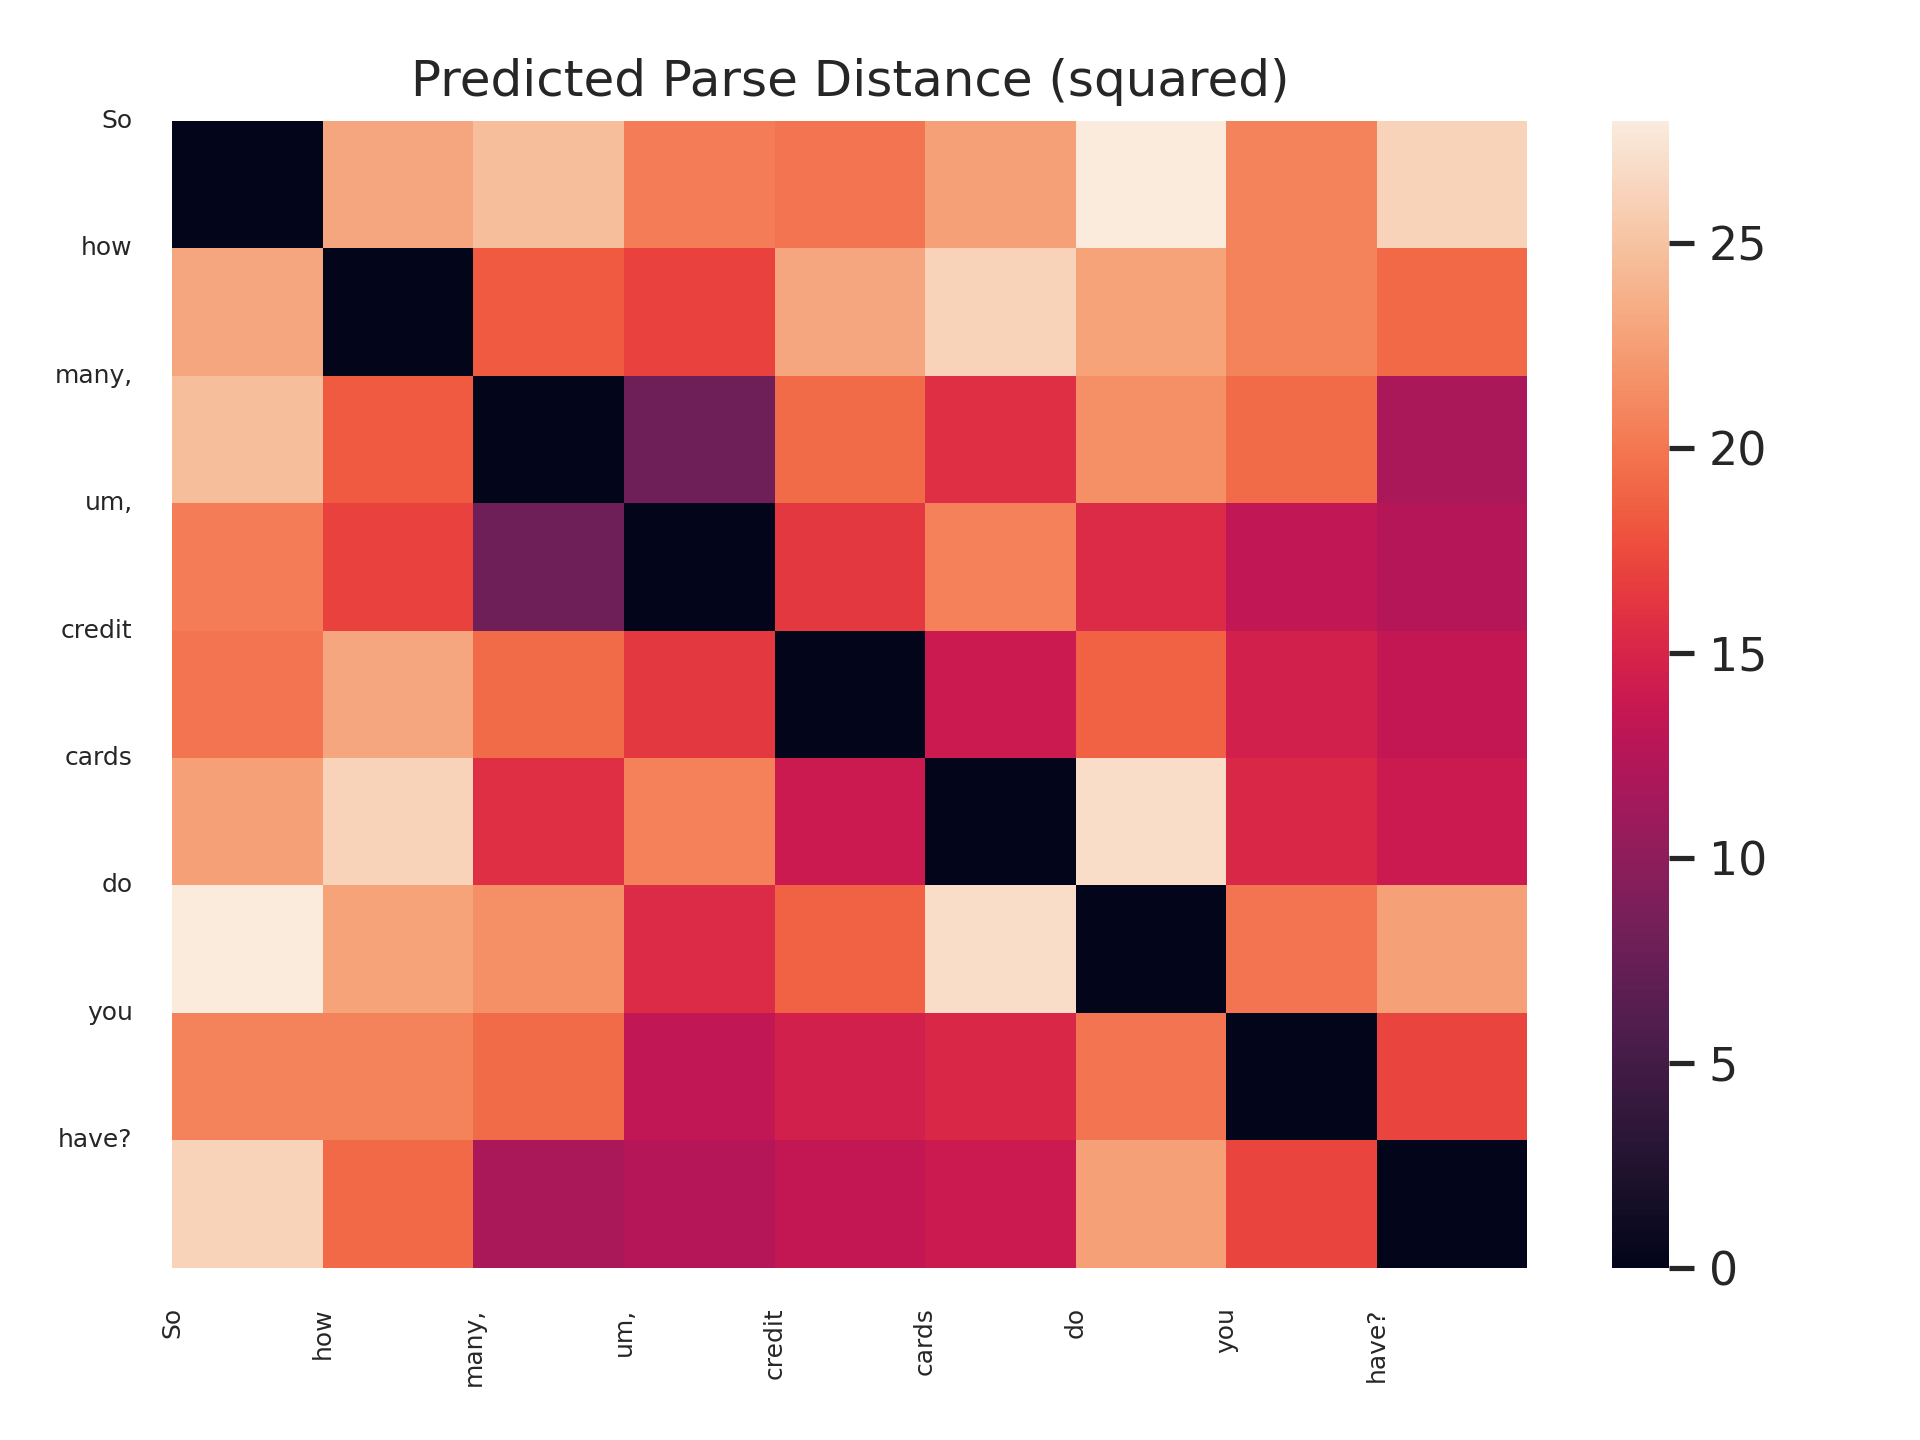 Predicted Parse Distance (squared)
So
how
many,
um,
credit
cards
do
you
have?
25
20
15
10
5
0
So
how
many,
um,
credit
cards
do
you
have?